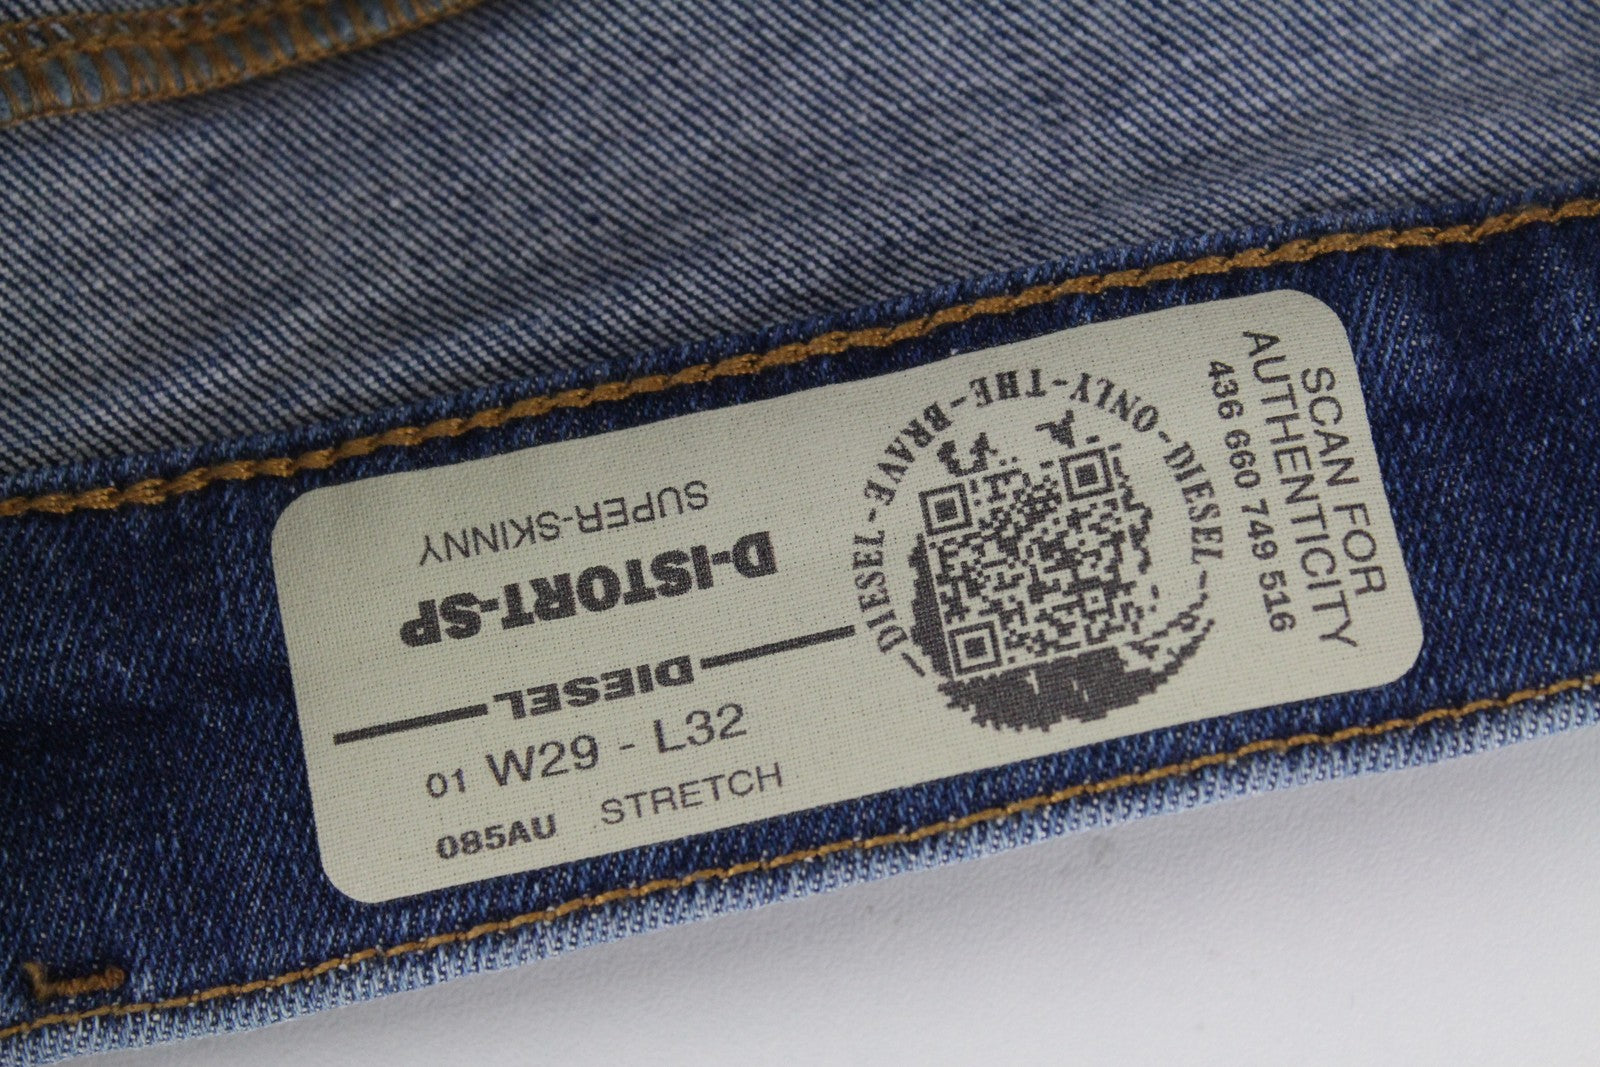 SUPER-SKINNY
D-ISTORT-SP
DIESEL
01 W29 - L32
085AU STRETCH
DIESEL-E-BRAVE-THE-ONLY-DIESEL
SCAN FOR
AUTHENTICITY
436 660 749 516